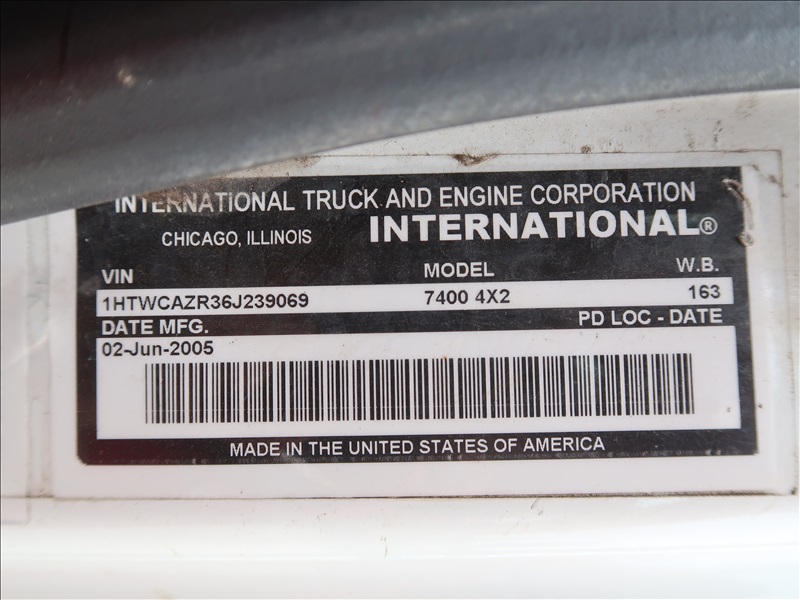 INTERNATIONAL TRUCK AND ENGINE CORPORATION
CHICAGO, ILLINOIS INTERNATIONAL®
VIN MODEL W.B.
1HTWCAZR36J239069 7400 4X2 163
DATE MFG. PD LOC - DATE
02-Jun-2005
MADE IN THE UNITED STATES OF AMERICA